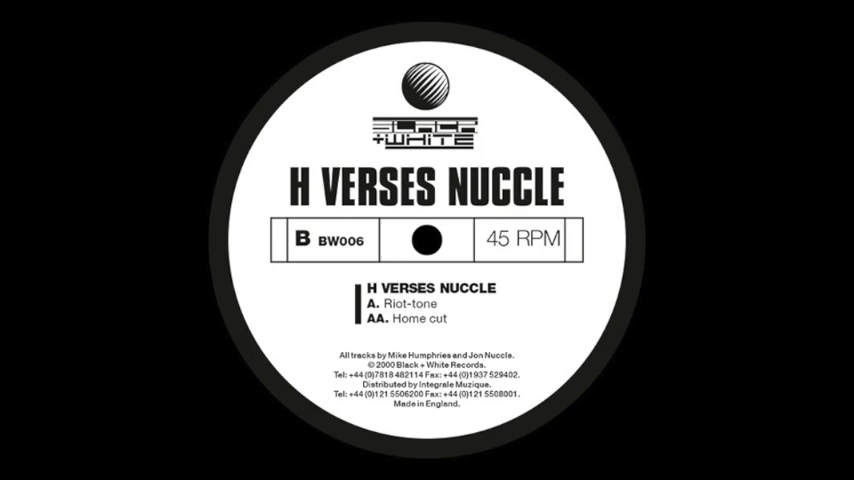 BLACK
+WHITE
H VERSES NUCCLE
B BW006 45 RPM
H VERSES NUCCLE
A. Riot-tone
AA. Home cut
All tracks by Mike Humphries and Jon Nuccle.
© 2000 Black + White Records.
Tel: +44 (0)7818 482114 Fax: +44 (0)1937 529402.
Distributed by Integrale Muzique.
Tel: +44 (0)121 5506200 Fax: +44 (0)121 5508001.
Made in England.